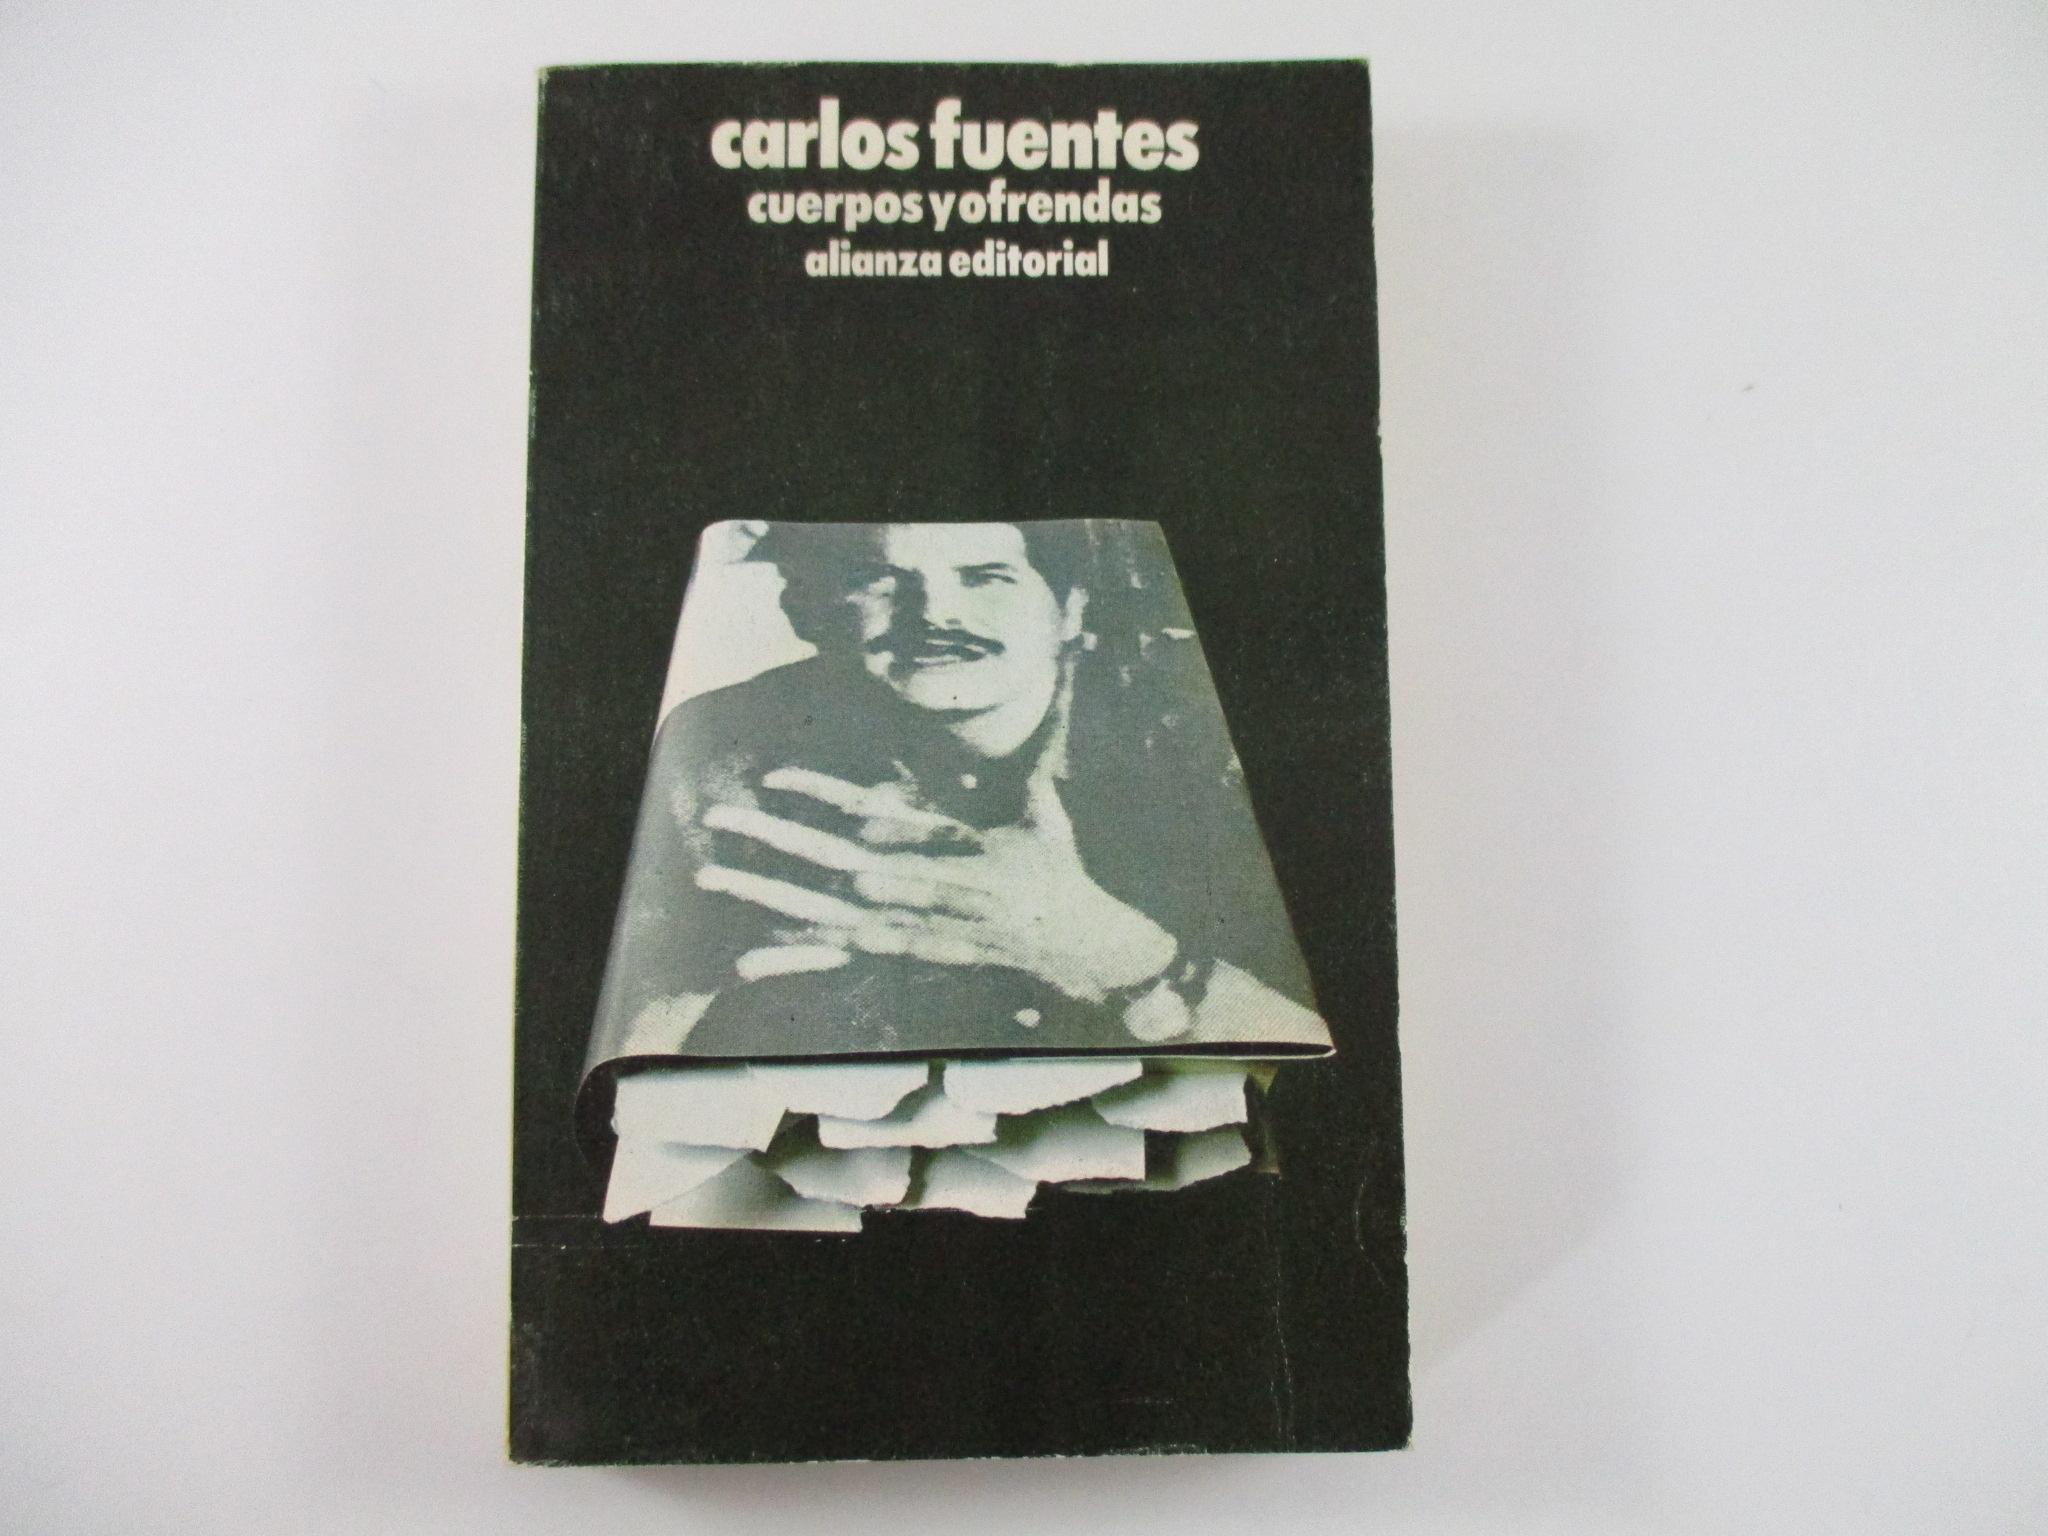 carlos fuentes
cuerpos y ofrendas
alianza editorial